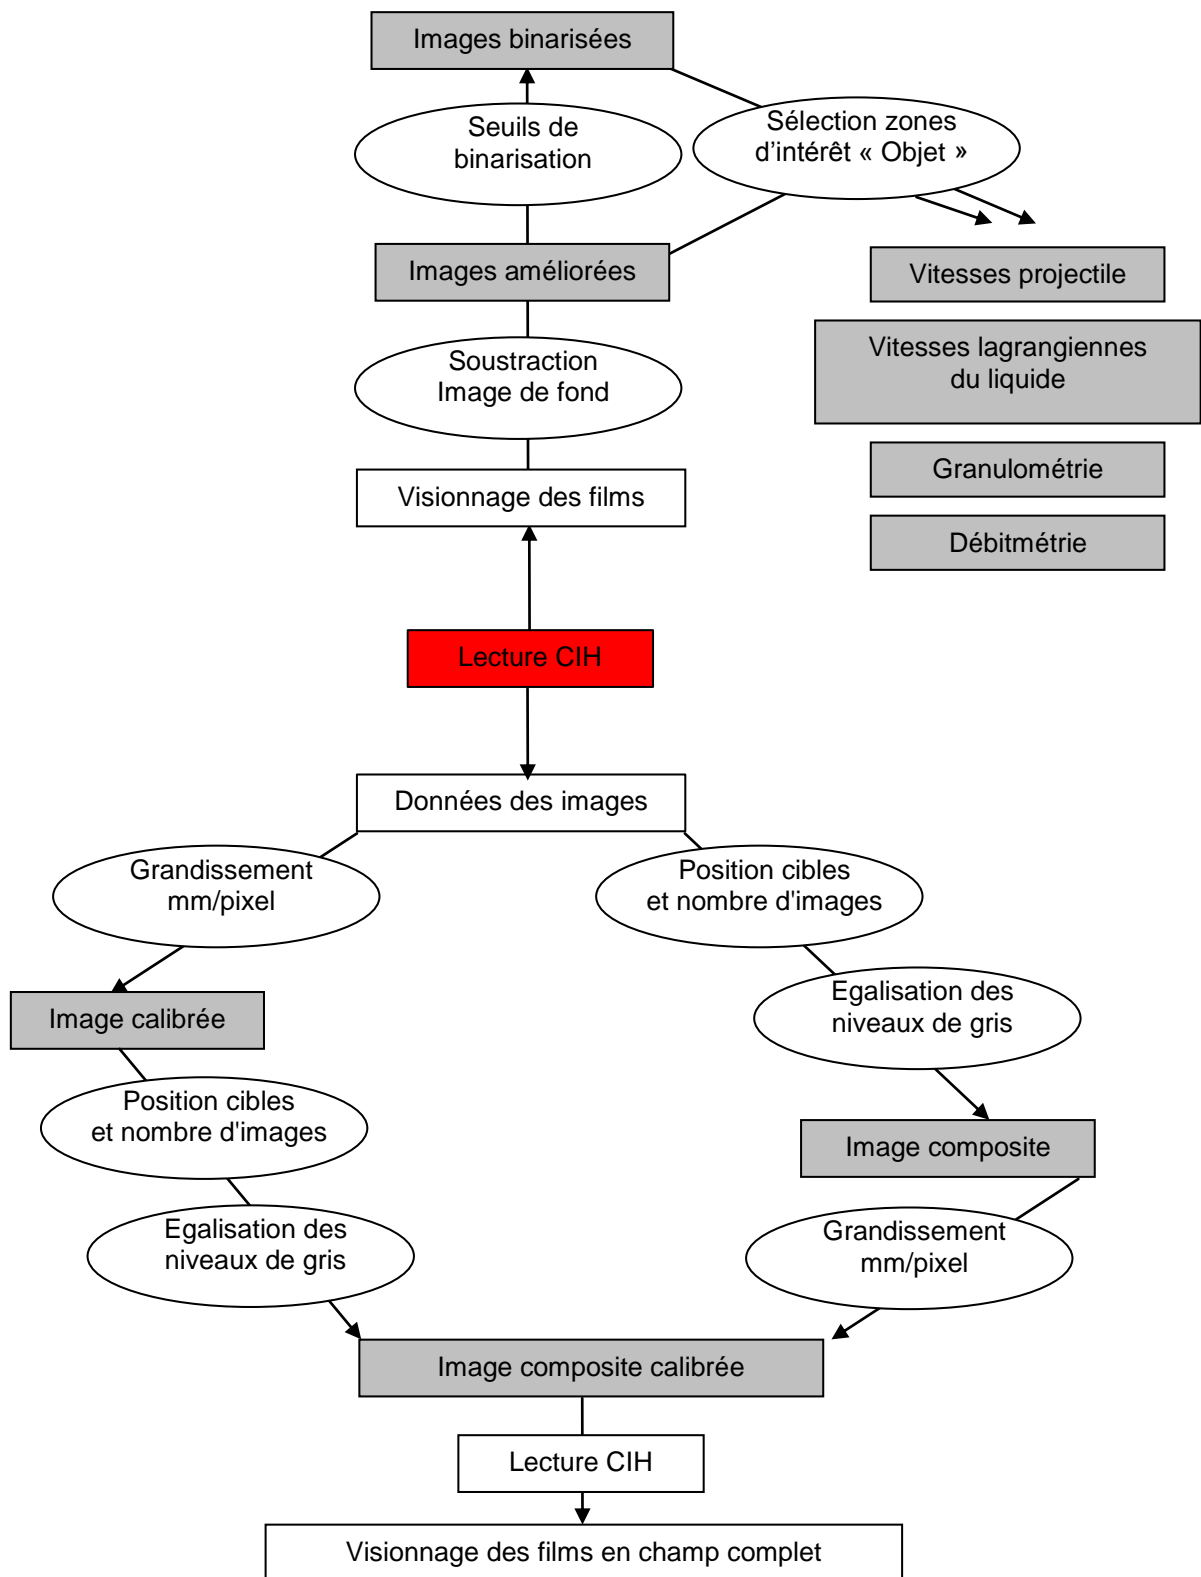 Images binarisées
Seuils de
binarisation
Sélection zones
d'intérêt « Objet »
Images améliorées
Vitesses projectile
Vitesses lagrangiennes
du liquide
Soustraction
Image de fond
Granulométrie
Visionnage des films
Débitmétrie
Lecture CIH
Données des images
Grandissement
mm/pixel
Position cibles
et nombre d'images
Image calibrée
Egalisation des
niveaux de gris
Position cibles
et nombre d'images
Image composite
Egalisation des
niveaux de gris
Grandissement
mm/pixel
Image composite calibrée
Lecture CIH
Visionnage des films en champ complet